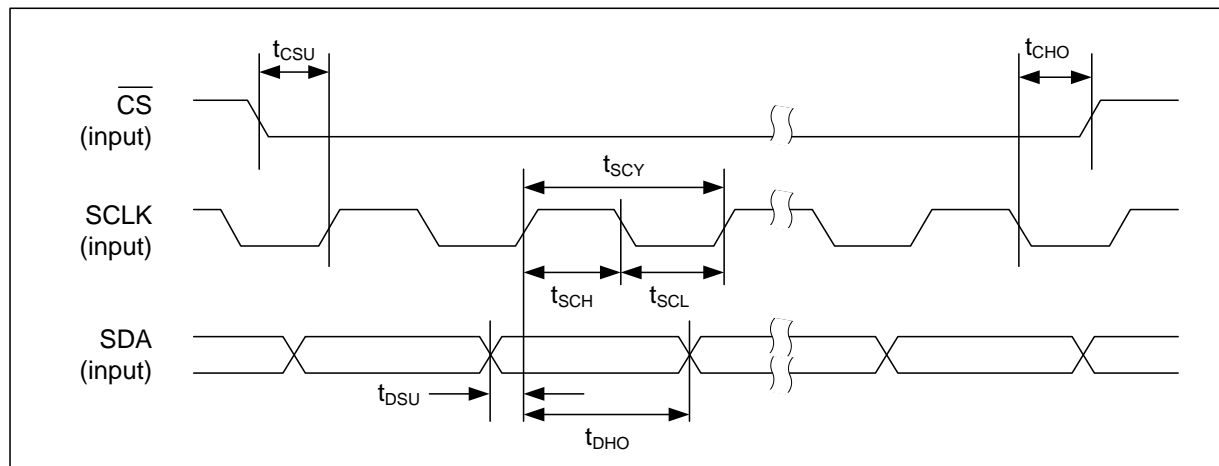 tCSU
tCHO
CS
(input)
tSCY
SCLK
(input)
tSCH
tSCL
SDA
(input)
tDSU
tDHO